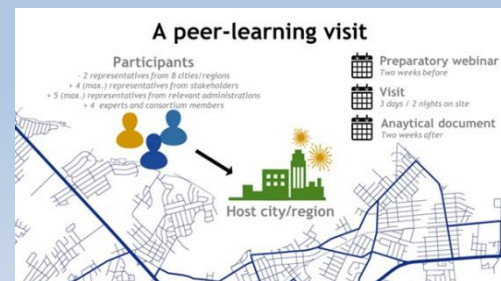 A peer-learning visit
Participants
- 2 representatives from 8 cities/regions
+ 4 (max.) representatives from stakeholders
+ 5 (max.) representatives from relevant administrations
+ 4 experts and consortium members
Preparatory webinar
Two weeks before
Visit
3 days / 2 nights on site
Anaytical document
Two weeks after
Host city/region